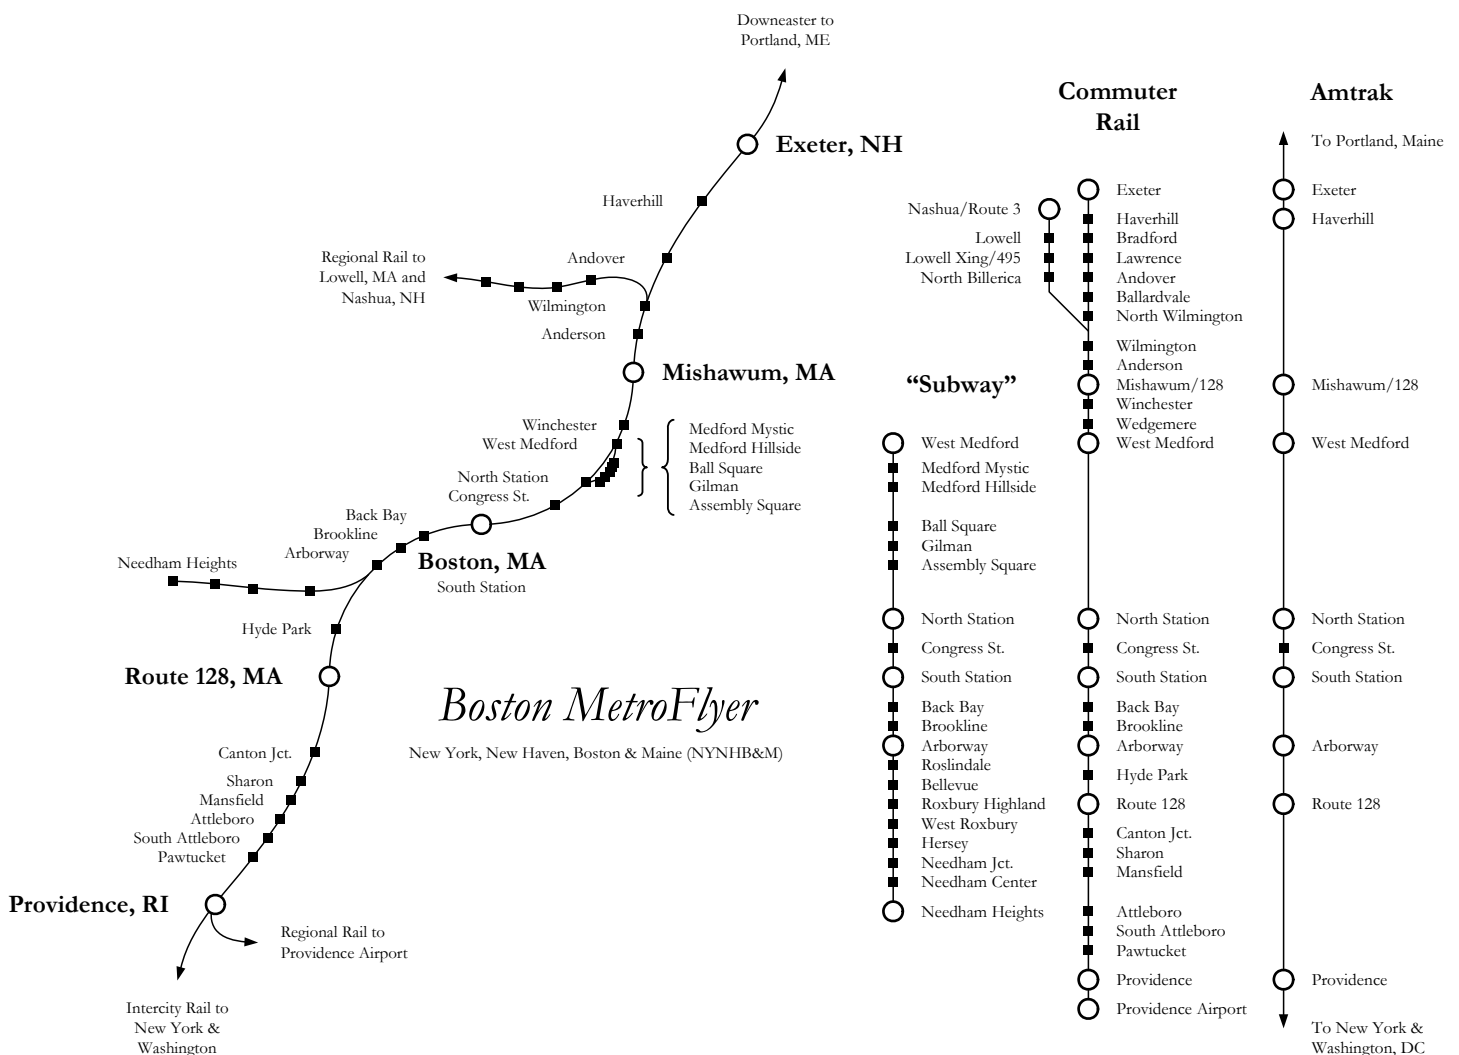 Downeaster to
Portland, ME
Exeter, NH
Haverhill
Andover
Regional Rail to
Lowell, MA and
Nashua, NH
Wilmington
Anderson
Mishawum, MA
Winchester
West Medford
Medford Mystic
Medford Hillside
Ball Square
Gilman
Assembly Square
North Station
Congress St.
Back Bay
Brookline
Arborway
Boston, MA
South Station
Needham Heights
Hyde Park
Route 128, MA
Canton Jct.
Sharon
Mansfield
Attleboro
South Attleboro
Pawtucket
Providence, RI
Regional Rail to
Providence Airport
Intercity Rail to
New York &
Washington
Boston MetroFlyer
New York, New Haven, Boston & Maine (NYNHB&M)
“Subway”
West Medford
Medford Mystic
Medford Hillside
Ball Square
Gilman
Assembly Square
North Station
Congress St.
South Station
Back Bay
Brookline
Arborway
Roslindale
Bellevue
Roxbury Highland
West Roxbury
Hersey
Needham Jct.
Needham Center
Needham Heights
Commuter
Rail
Nashua/Route 3
Lowell
Lowell Xing/495
North Billerica
Exeter
Haverhill
Bradford
Lawrence
Andover
Ballardvale
North Wilmington
Wilmington
Anderson
Mishawum/128
Winchester
Wedgemere
West Medford
North Station
Congress St.
South Station
Back Bay
Brookline
Arborway
Hyde Park
Route 128
Canton Jct.
Sharon
Mansfield
Attleboro
South Attleboro
Pawtucket
Providence
Providence Airport
Amtrak
To Portland, Maine
Exeter
Haverhill
Mishawum/128
West Medford
North Station
Congress St.
South Station
Arborway
Route 128
Providence
To New York &
Washington, DC